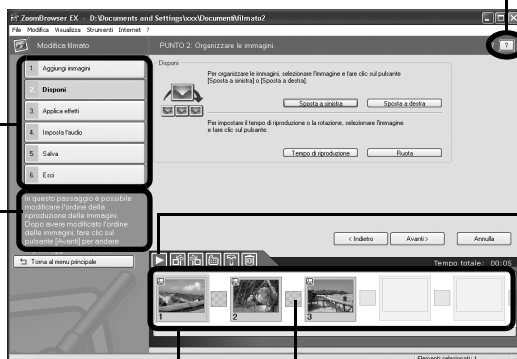 ZoomBrowser EX - D:\Documents and Settings\xxx\Documenti\filmato2
File Modifica Visualizza Strumenti Internet ?
Modifica filmato
PUNTO 2: Organizzare le immagini.
?
1. Aggiungi immagini
2. Disponi
3. Applica effetti
4. Imposta l'audio
5. Salva
6. Esci
In questo passaggio è possibile
modificare l'ordine della
riproduzione delle immagini.
Dopo avere modificato l'ordine
delle immagini, fare clic sul
pulsante [Avanti] per andare
Torna al menu principale
Disponi
Per organizzare le immagini, selezionare l'immagine e fare clic sul pulsante
[Sposta a sinistra] o [Sposta a destra].
Sposta a sinistra
Sposta a destra
Per impostare il tempo di riproduzione o la rotazione, selezionare l'immagine
e fare clic sul pulsante.
Tempo di riproduzione
Ruota
< Indietro
Avanti >
Annulla
Tempo totale: 00:05
1
2
3
Elementi selezionati: 1